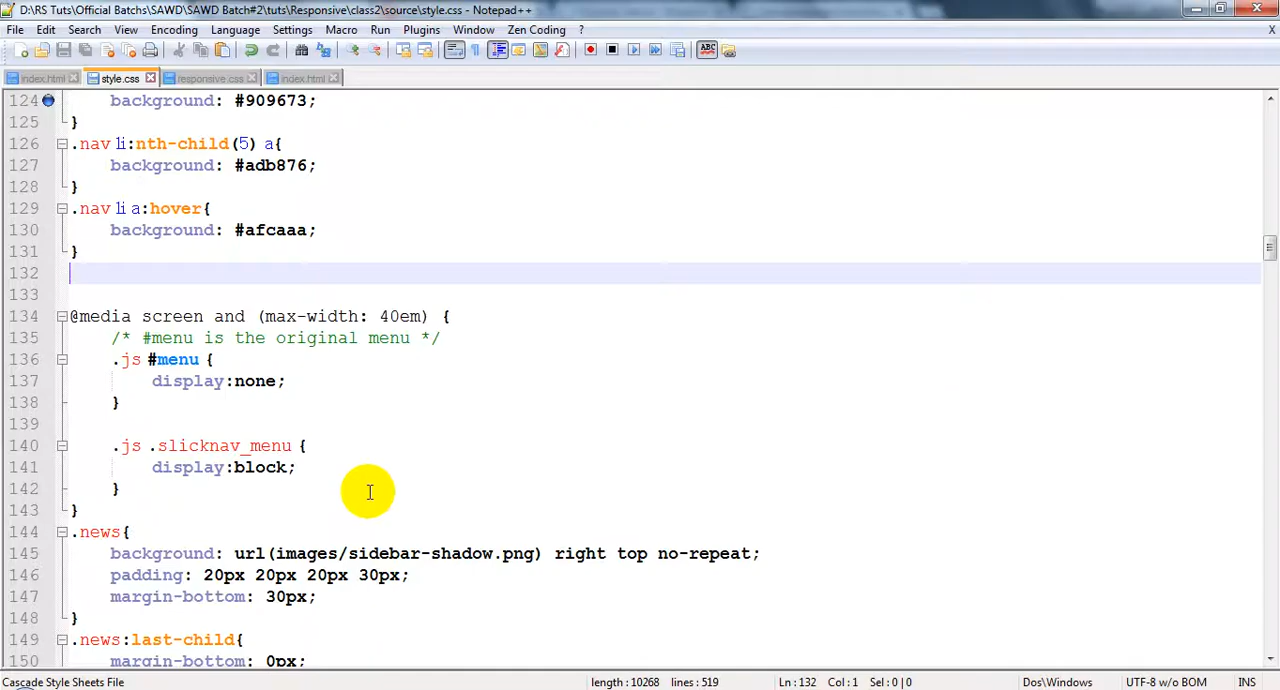 D:\RS Tuts\Official Batchs\SAWD\SAWD Batch#2\tuts\Responsive\class2\source\style.css - Notepad++
File Edit Search View Encoding Language Settings Macro Run Plugins Window Zen Coding ? X
ABC
index.html style.css responsive.css index.html
124 background: #909673;
125 }
126 .nav li:nth-child(5) a{
127 background: #adb876;
128 }
129 .nav li a:hover{
130 background: #afcaaa;
131 }
132
133
134 @media screen and (max-width: 40em) {
135 /* #menu is the original menu */
136 .js #menu {
137 display:none;
138 }
139
140 .js .slicknav_menu {
141 display:block;
142 }
143 }
144 .news{
145 background: url(images/sidebar-shadow.png) right top no-repeat;
146 padding: 20px 20px 20px 30px;
147 margin-bottom: 30px;
148 }
149 .news:last-child{
150 margin-bottom: 0px;
Cascade Style Sheets File length : 10268 lines : 519 Ln : 132 Col : 1 Sel : 0 | 0 Dos\Windows UTF-8 w/o BOM INS